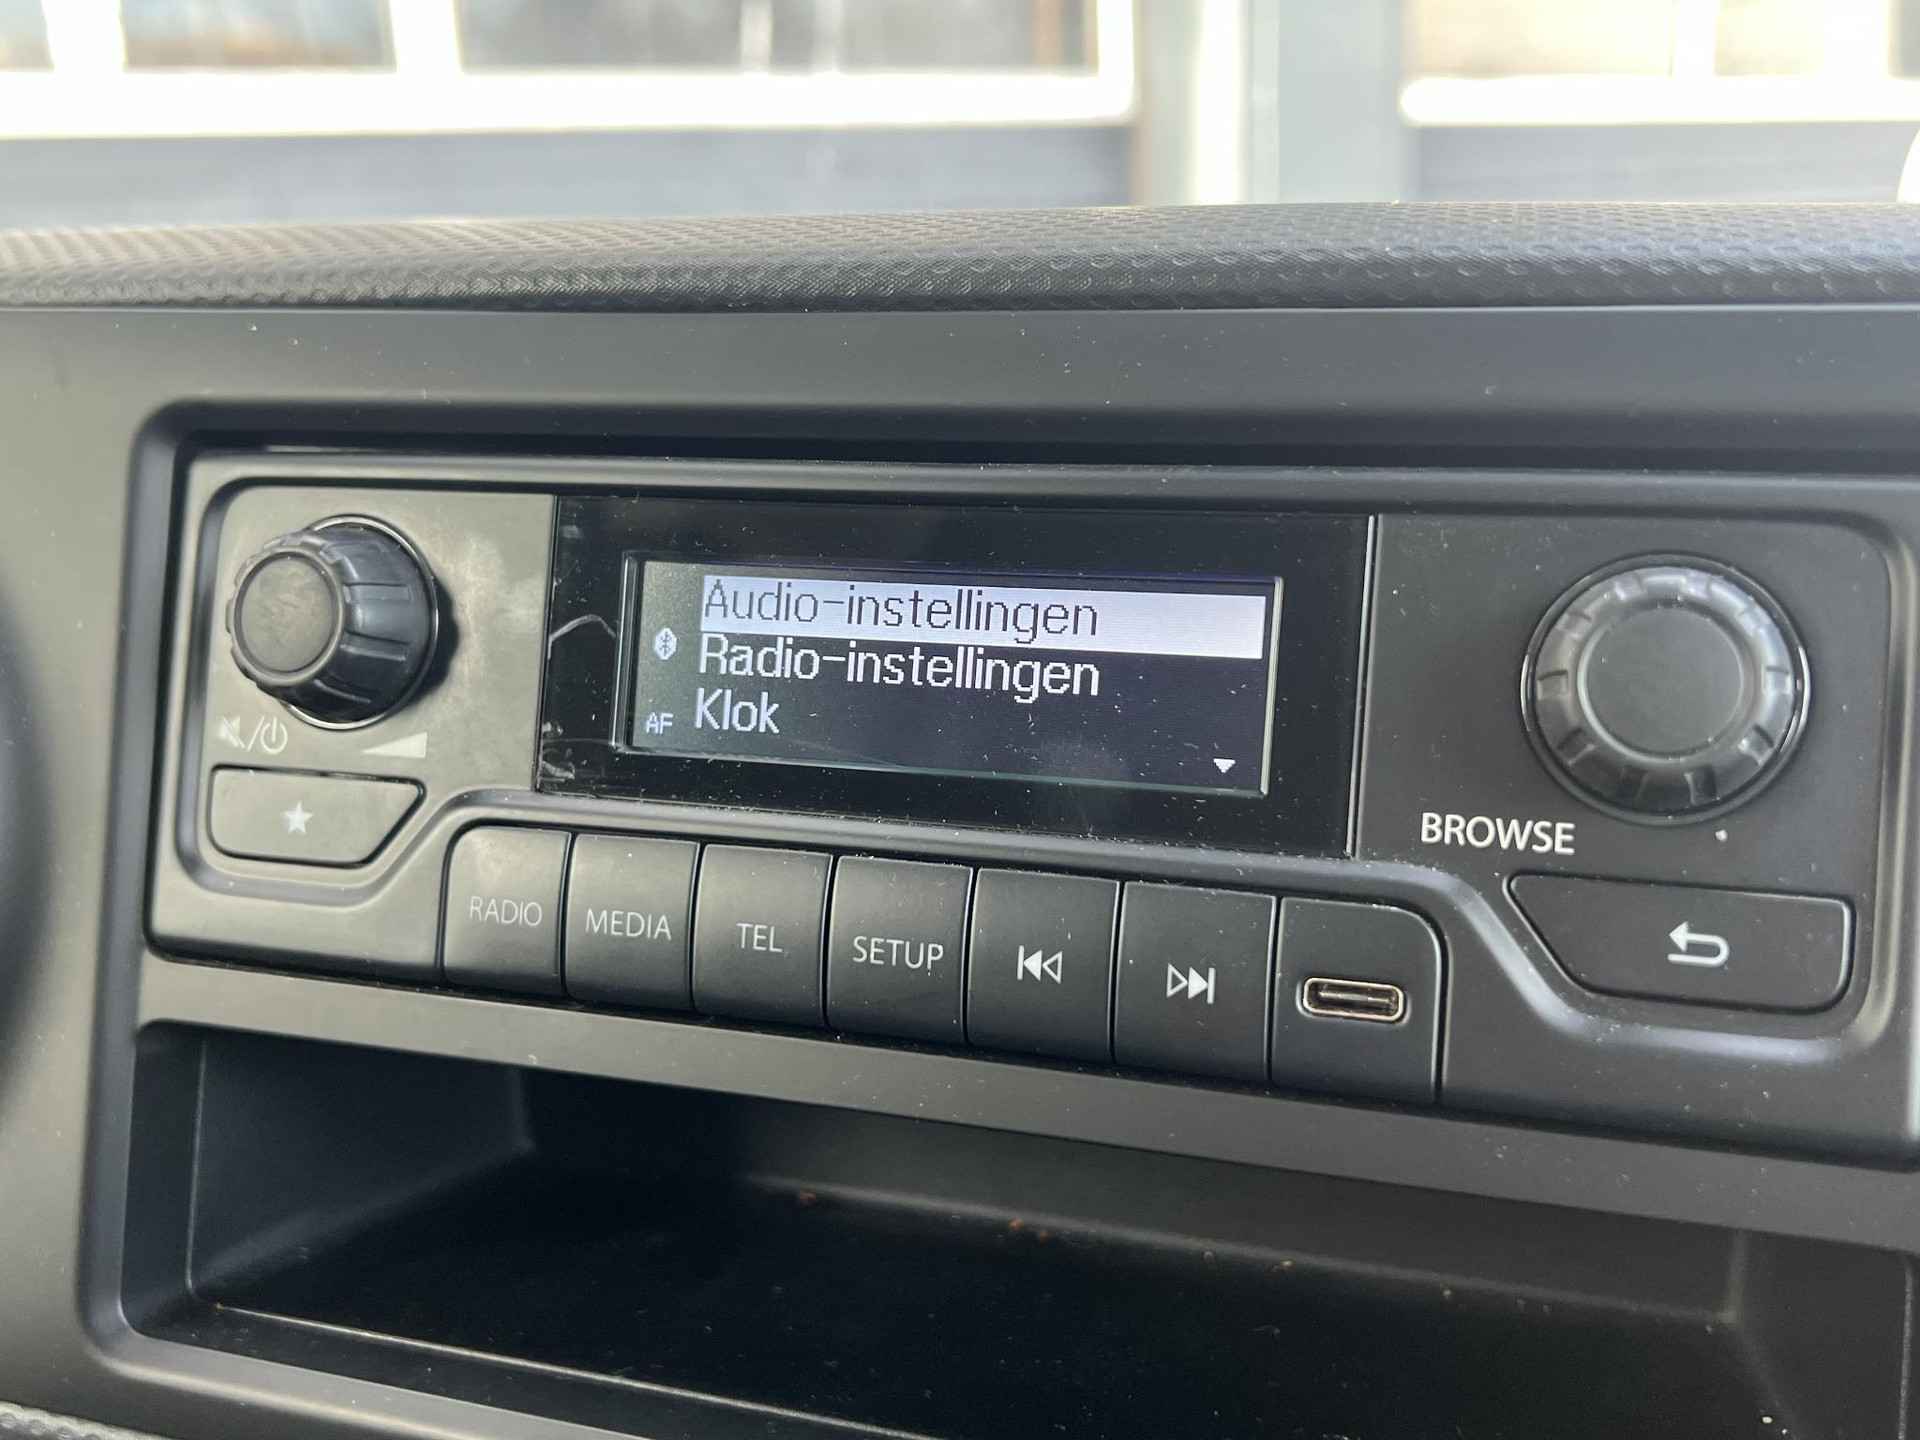 Audio-instellingen
Radio-instellingen
AF Klok
BROWSE
RADIO MEDIA TEL SETUP